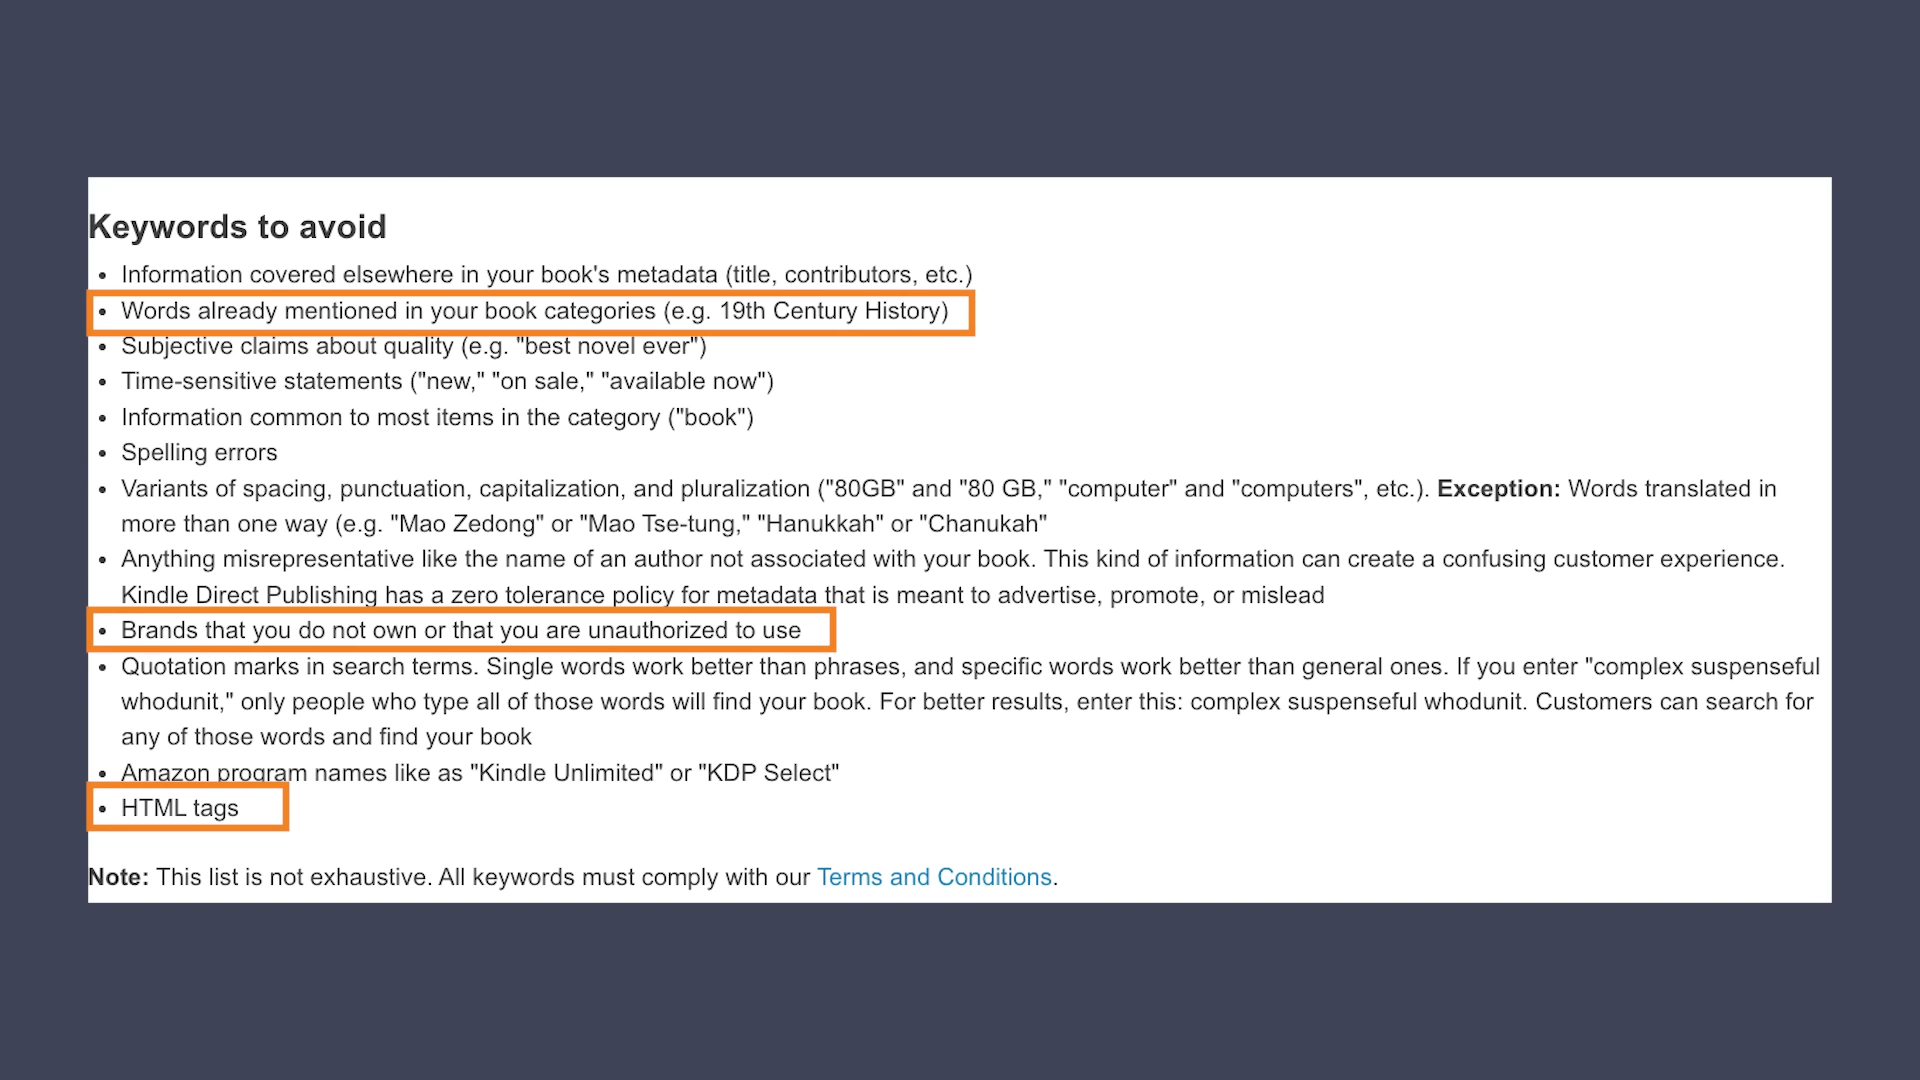 Keywords to avoid
• Information covered elsewhere in your book's metadata (title, contributors, etc.)
• Words already mentioned in your book categories (e.g. 19th Century History)
• Subjective claims about quality (e.g. "best novel ever")
• Time-sensitive statements ("new," "on sale," "available now")
• Information common to most items in the category ("book")
• Spelling errors
• Variants of spacing, punctuation, capitalization, and pluralization ("80GB" and "80 GB," "computer" and "computers", etc.). Exception: Words translated in
more than one way (e.g. "Mao Zedong" or "Mao Tse-tung," "Hanukkah" or "Chanukah"
• Anything misrepresentative like the name of an author not associated with your book. This kind of information can create a confusing customer experience.
Kindle Direct Publishing has a zero tolerance policy for metadata that is meant to advertise, promote, or mislead
• Brands that you do not own or that you are unauthorized to use
• Quotation marks in search terms. Single words work better than phrases, and specific words work better than general ones. If you enter "complex suspenseful
whodunit," only people who type all of those words will find your book. For better results, enter this: complex suspenseful whodunit. Customers can search for
any of those words and find your book
• Amazon program names like as "Kindle Unlimited" or "KDP Select"
• HTML tags
Note: This list is not exhaustive. All keywords must comply with our Terms and Conditions.